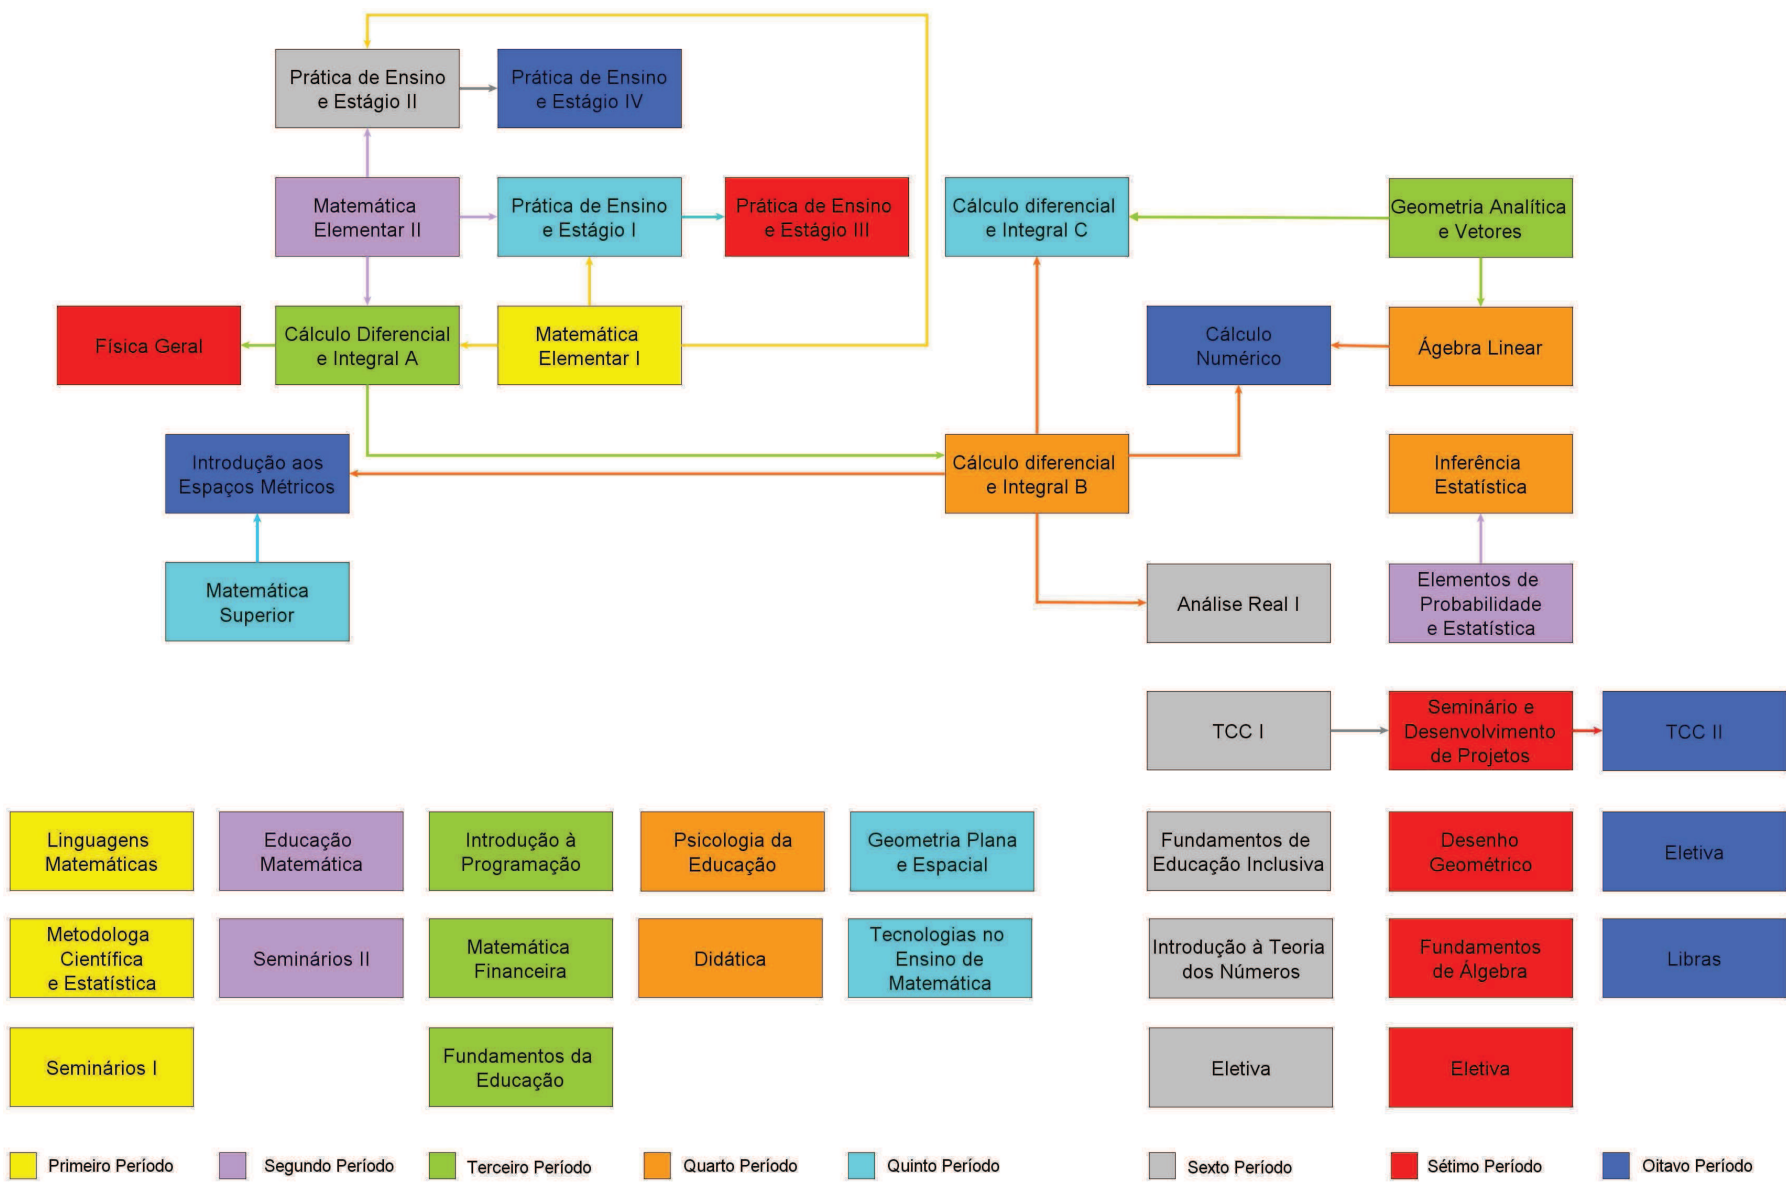 Prática de Ensino
e Estágio II
Prática de Ensino
e Estágio IV
Matemática
Elementar II
Prática de Ensino
e Estágio I
Prática de Ensino
e Estágio III
Cálculo diferencial
e Integral C
Geometria Analítica
e Vetores
Física Geral
Cálculo Diferencial
e Integral A
Matemática
Elementar I
Cálculo
Numérico
Ágebra Linear
Introdução aos
Espaços Métricos
Cálculo diferencial
e Integral B
Inferência
Estatística
Matemática
Superior
Análise Real I
Elementos de
Probabilidade
e Estatística
TCC I
Seminário e
Desenvolvimento
de Projetos
TCC II
Linguagens
Matemáticas
Educação
Matemática
Introdução à
Programação
Psicologia da
Educação
Geometria Plana
e Espacial
Fundamentos de
Educação Inclusiva
Desenho
Geométrico
Eletiva
Metodologa
Científica
e Estatística
Seminários II
Matemática
Financeira
Didática
Tecnologias no
Ensino de
Matemática
Introdução à Teoria
dos Números
Fundamentos
de Álgebra
Libras
Seminários I
Fundamentos da
Educação
Eletiva
Eletiva
Primeiro Período
Segundo Período
Terceiro Período
Quarto Período
Quinto Período
Sexto Período
Sétimo Período
Oitavo Período